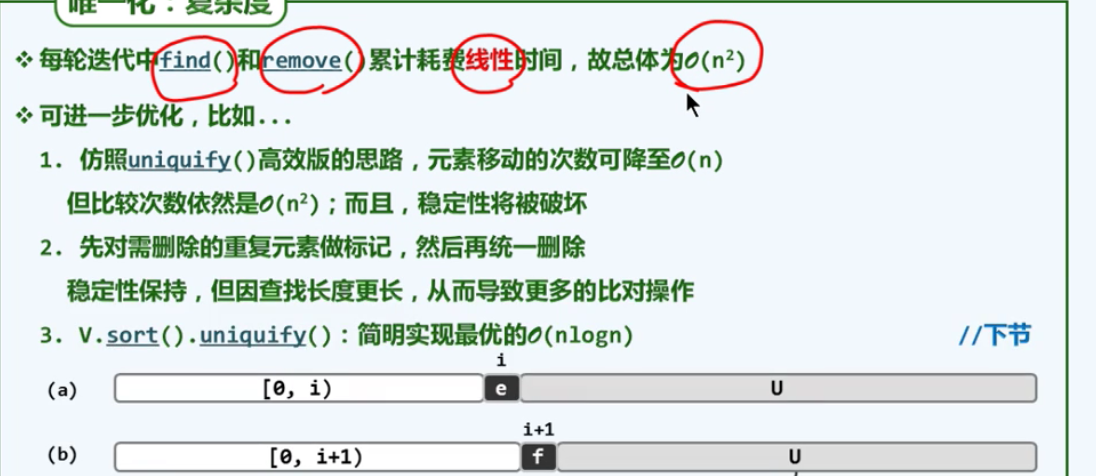 唯一化：复杂度
❖ 每轮迭代中find()和remove()累计耗费线性时间，故总体为O(n²)
❖ 可进一步优化，比如...
1. 仿照uniquify()高效版的思路，元素移动的次数可降至O(n)
但比较次数依然是O(n²)；而且，稳定性将被破坏
2. 先对需删除的重复元素做标记，然后再统一删除
稳定性保持，但因查找长度更长，从而导致更多的比对操作
3. V.sort().uniquify()：简明实现最优的O(nlogn) //下节
i
(a) [0, i) e U
i+1
(b) [0, i+1) f U